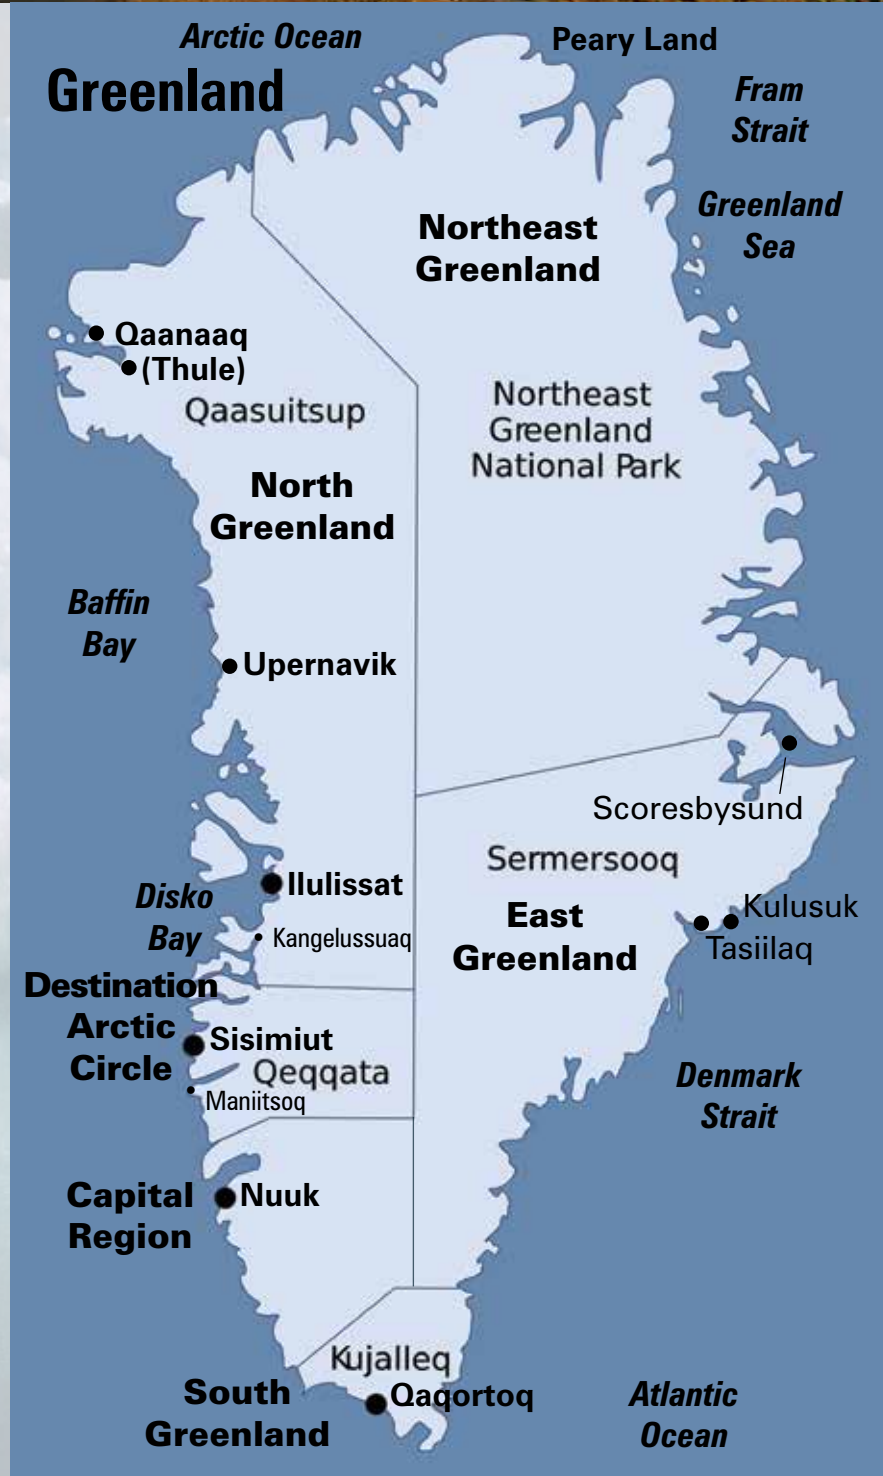 Arctic Ocean
Peary Land
Greenland
Fram
Strait
Greenland
Sea
Northeast
Greenland
Qaanaaq
(Thule)
Qaasuitsup
Northeast
Greenland
National Park
North
Greenland
Baffin
Bay
Upernavik
Scoresbysund
Sermersooq
Ilulissat
Disko
Bay
Kangelussuaq
East
Greenland
Kulusuk
Tasiilaq
Destination
Arctic
Circle
Sisimiut
Qeqqata
Maniitsoq
Denmark
Strait
Capital
Region
Nuuk
Kujalleq
South
Greenland
Qaqortoq
Atlantic
Ocean